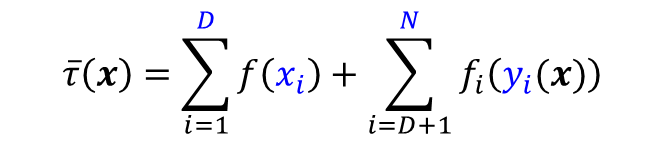 τ̄(𝒙) = ∑_{i=1}^{D} f(x_i) + ∑_{i=D+1}^{N} f_i(y_i(𝒙))